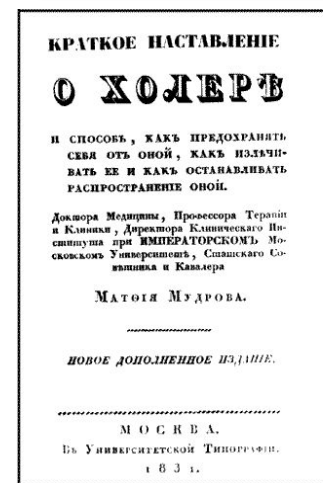 КРАТКОЕ НАСТАВЛЕНІЕ
О ХОЛЕРѢ
И СПОСОБЪ, КАКЪ ПРЕДОХРАНЯТЬ
СЕБЯ ОТЪ ОНОЙ, КАКЪ ИЗЛѢЧИ-
ВАТЬ ЕЕ И КАКЪ ОСТАНАВЛИВАТЬ
РАСПРОСТРАНЕНІЕ ОНОЙ.
Доктора Медицины, Профессора Терапіи
и Клиники, Директора Клиническаго Ин-
ститута при ИМПЕРАТОРСКОМЪ Мо-
сковскомъ Университетѣ, Статскаго Со-
вѣтника и Кавалера
МАТѲІЯ МУДРОВА.
НОВОЕ ДОПОЛНЕННОЕ ИЗДАНІЕ.
МОСКВА.
Въ Университетской Типографіи.
1831.